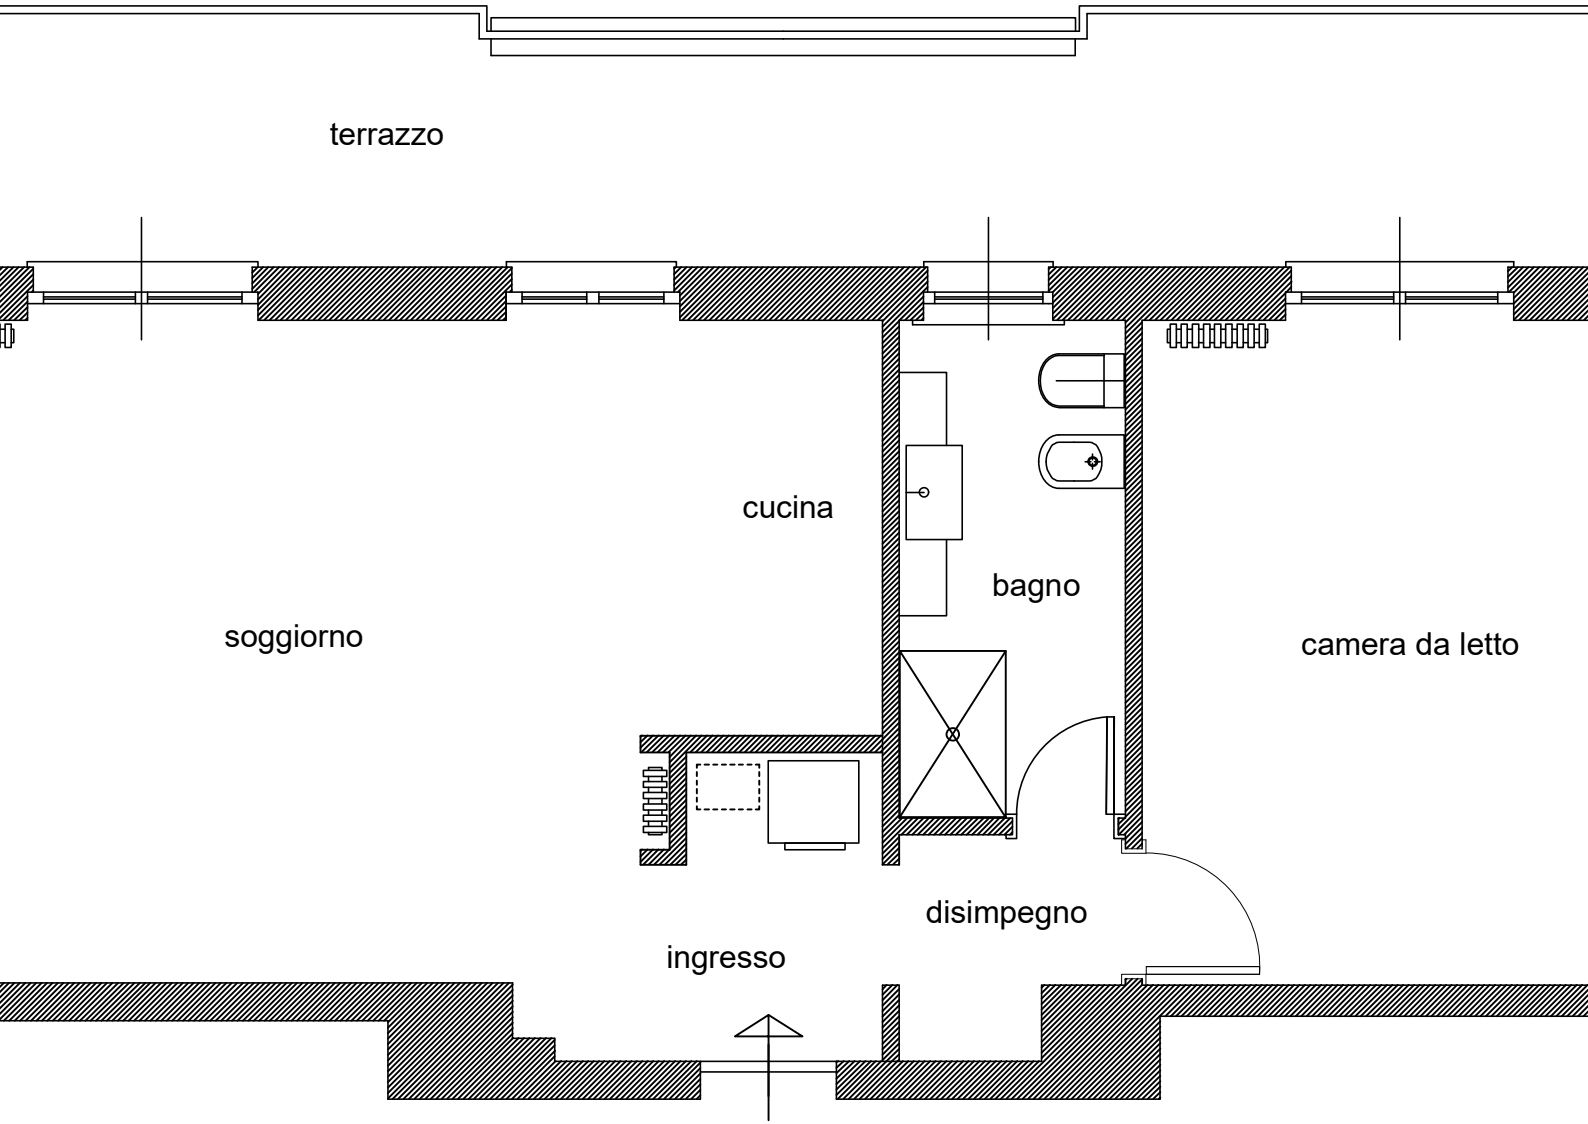 terrazzo
cucina
bagno
soggiorno
camera da letto
disimpegno
ingresso